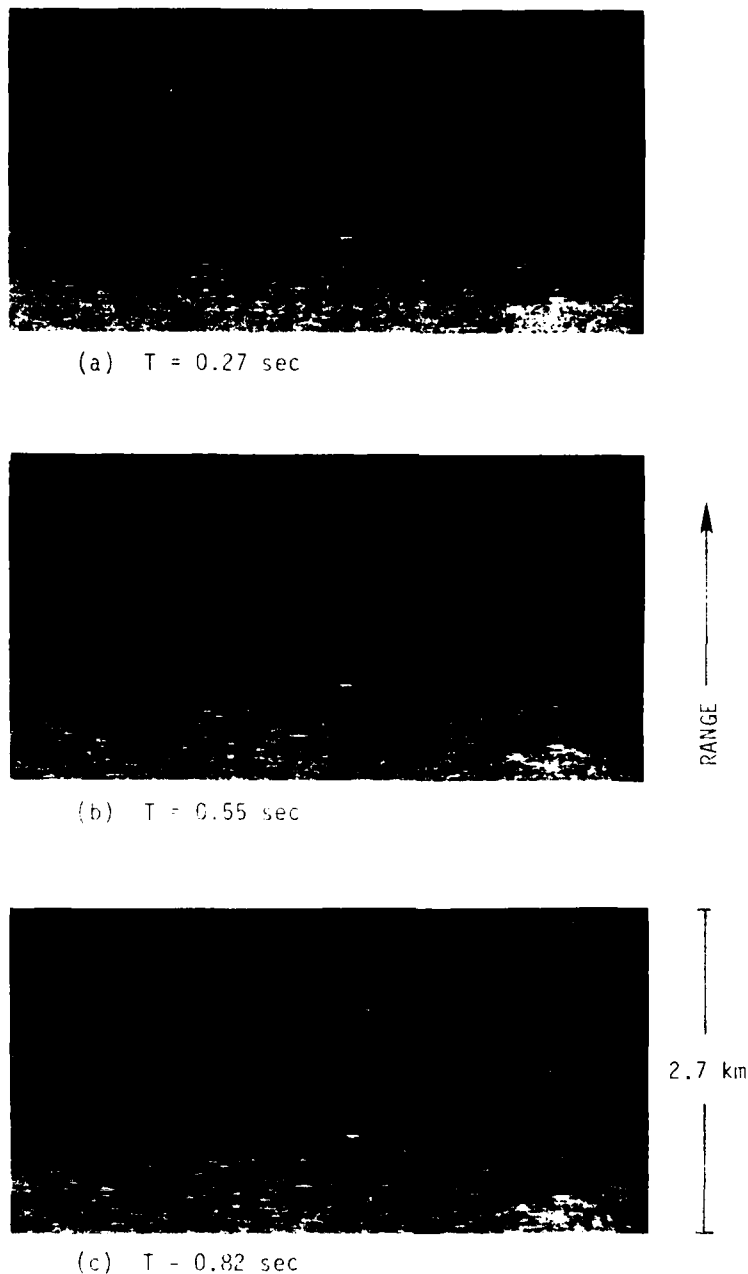 (a) T = 0.27 sec
(b) T = 0.55 sec
RANGE
2.7 km
(c) T - 0.82 sec